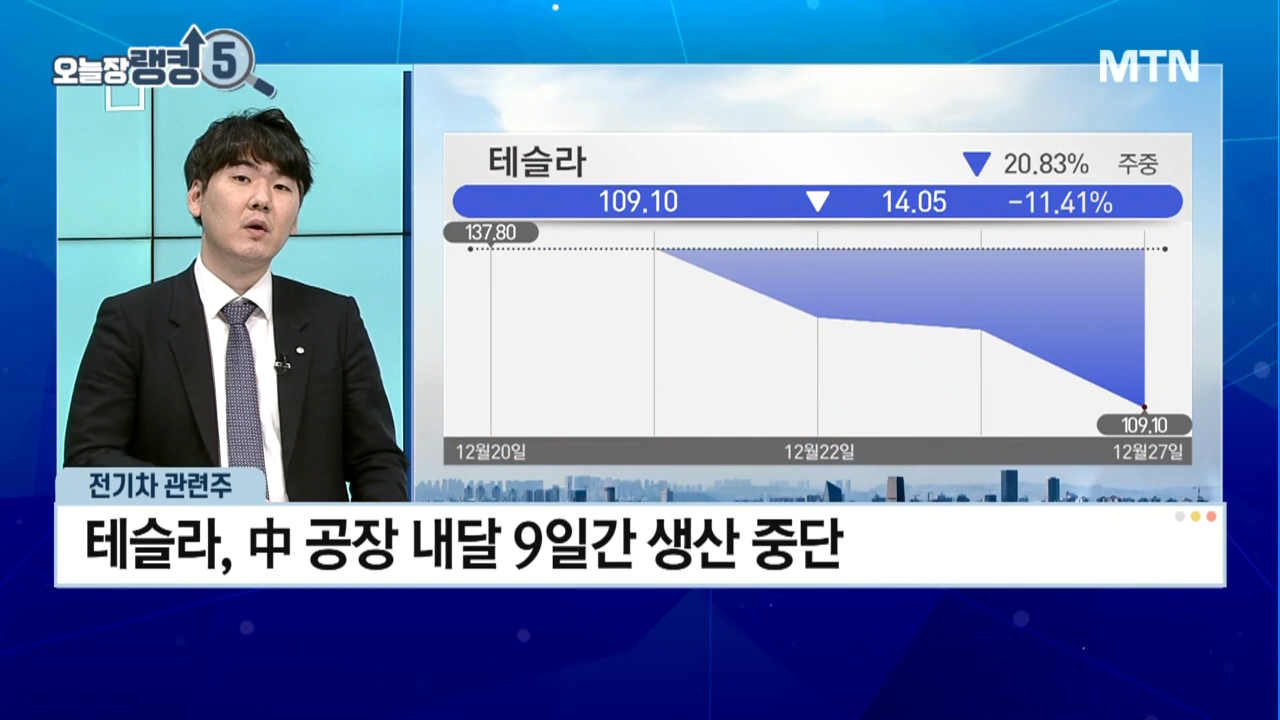 오늘장랭킹5
MTN
테슬라 ▼ 20.83% 주중
109.10 ▼ 14.05 -11.41%
137.80
109.10
12월20일 12월22일 12월27일
전기차 관련주
테슬라, 中 공장 내달 9일간 생산 중단